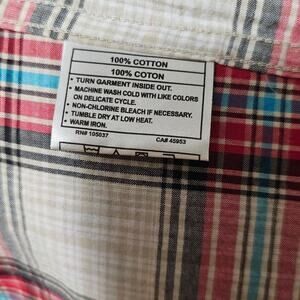 100% COTTON
100% COTON
• TURN GARMENT INSIDE OUT.
• MACHINE WASH COLD WITH LIKE COLORS
ON DELICATE CYCLE.
• NON-CHLORINE BLEACH IF NECESSARY.
• TUMBLE DRY AT LOW HEAT.
• WARM IRON.
RN# 105037 CA# 45953